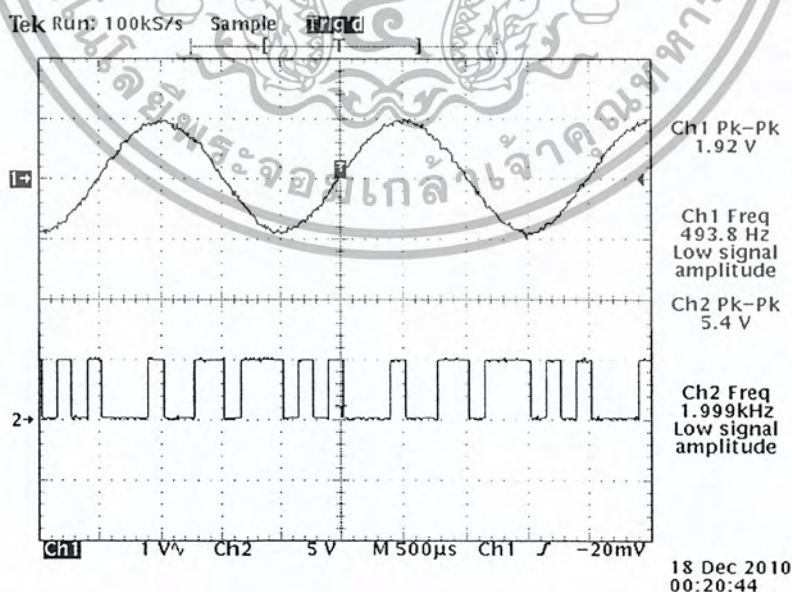 Tek Run: 100kS/s Sample Trig'd
Ch1 Pk-Pk
1.92 V
Ch1 Freq
493.8 Hz
Low signal
amplitude
Ch2 Pk-Pk
5.4 V
Ch2 Freq
1.999kHz
Low signal
amplitude
1→
2→
Ch1 1 V∿ Ch2 5 V M 500µs Ch1 ʃ -20mV
18 Dec 2010
00:20:44